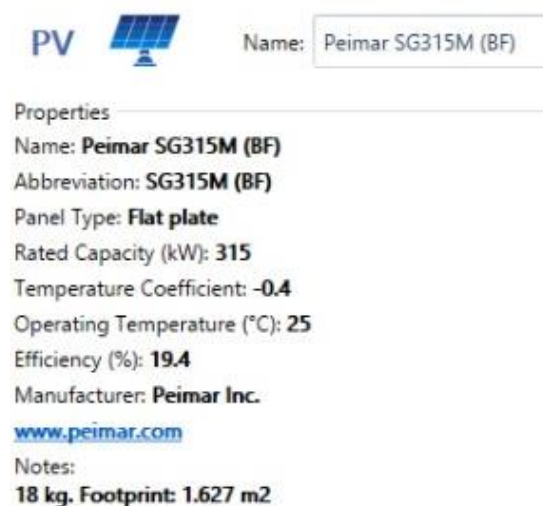 PV
Name: Peimar SG315M (BF)
Properties
Name: Peimar SG315M (BF)
Abbreviation: SG315M (BF)
Panel Type: Flat plate
Rated Capacity (kW): 315
Temperature Coefficient: -0.4
Operating Temperature (°C): 25
Efficiency (%): 19.4
Manufacturer: Peimar Inc.
www.peimar.com
Notes:
18 kg. Footprint: 1.627 m2